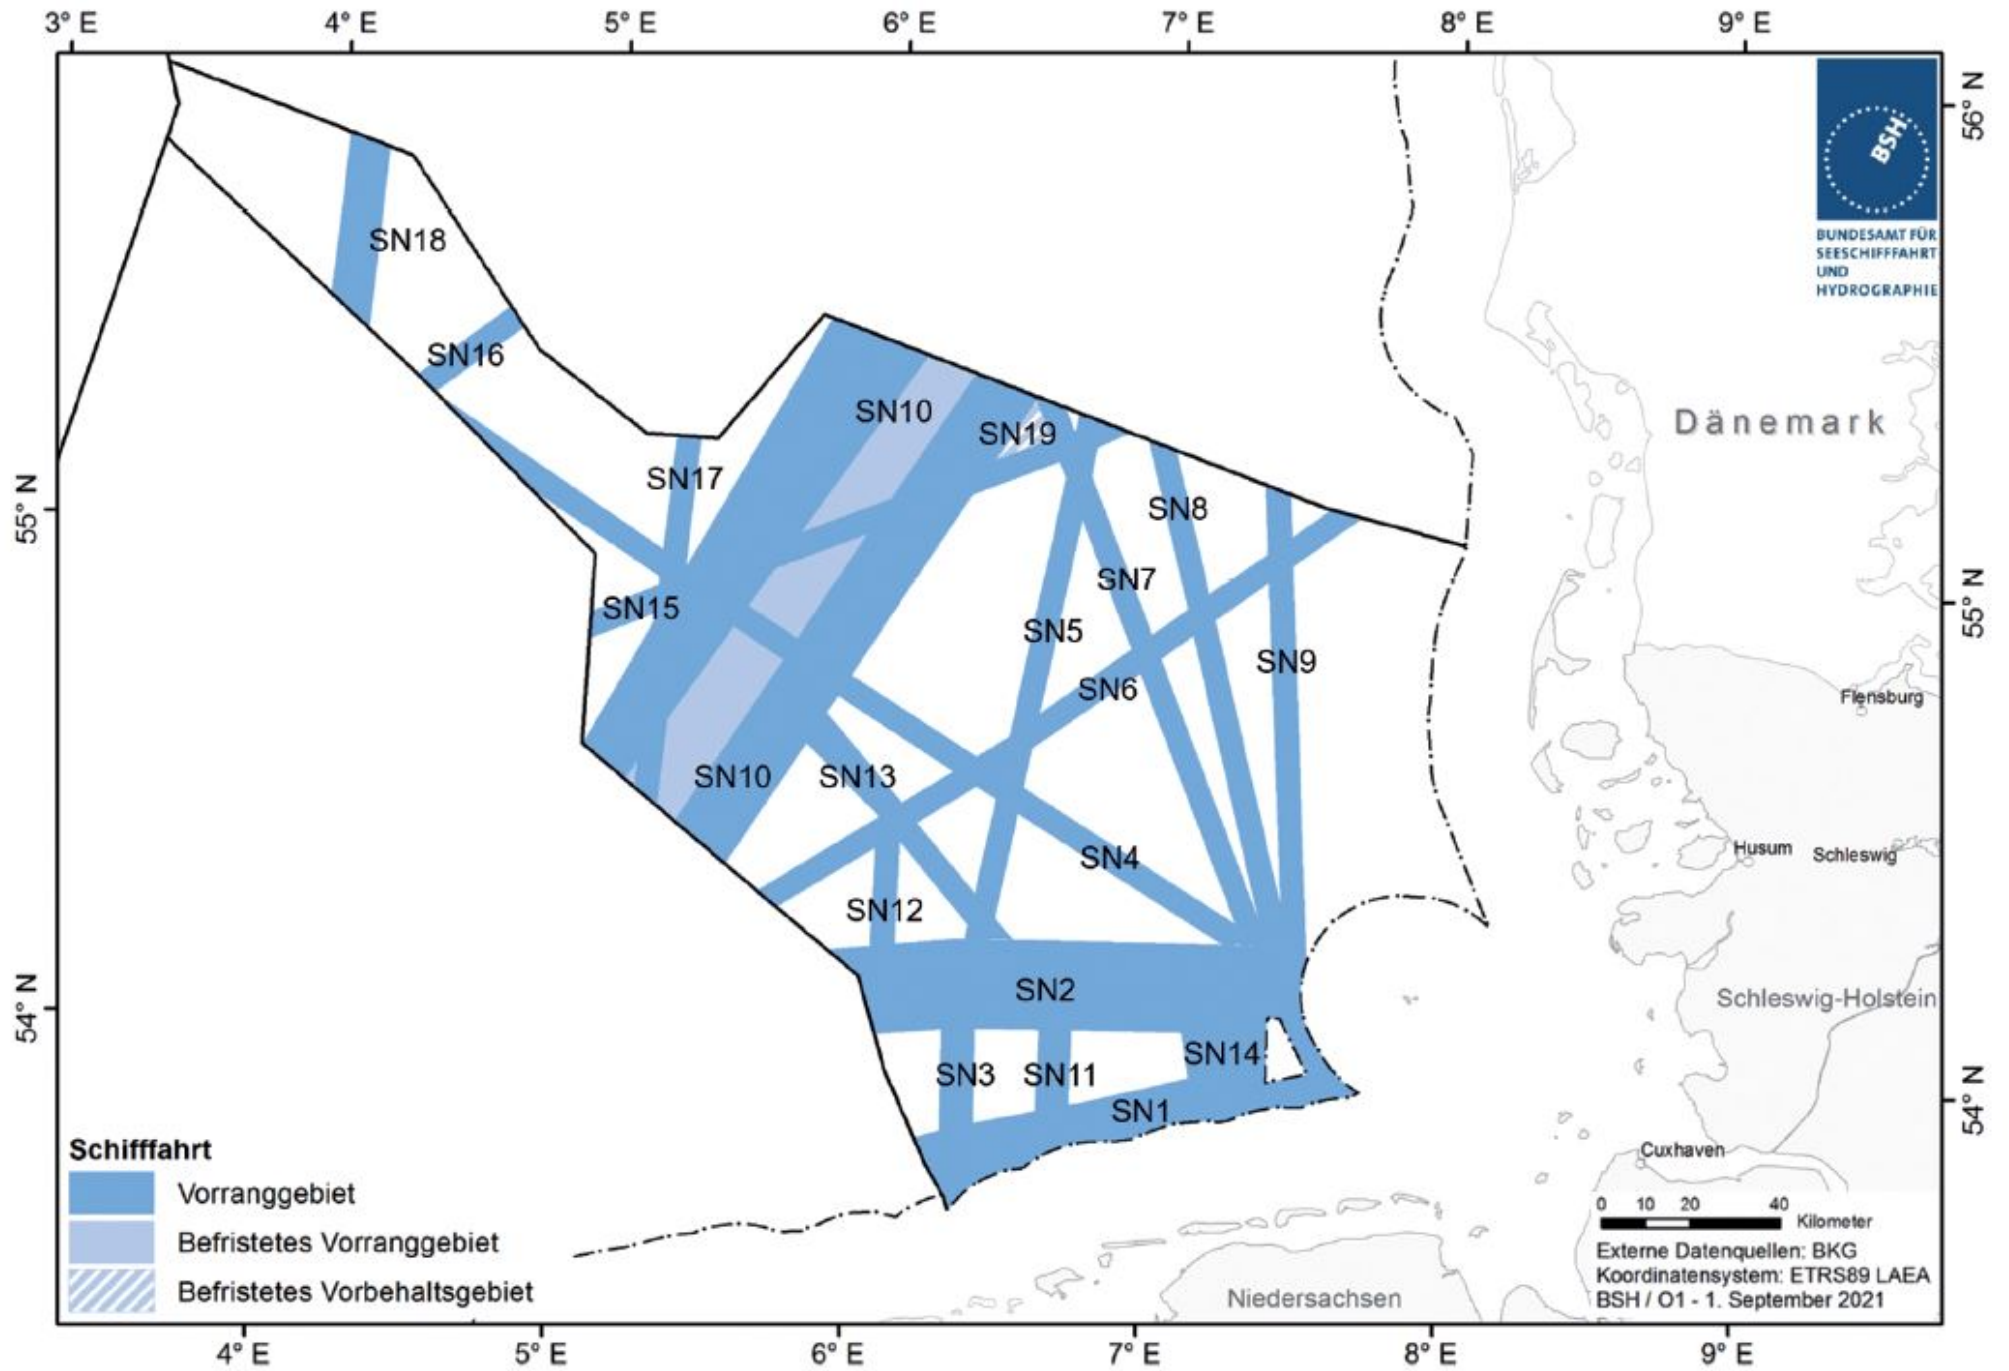 3° E 4° E 5° E 6° E 7° E 8° E 9° E
56° N
BSH
BUNDESAMT FÜR
SEESCHIFFFAHRT
UND
HYDROGRAPHIE
SN18
SN16
SN10
SN19
Dänemark
SN17
SN8
55° N
SN7
55° N
SN15
SN5
SN9
SN6
Flensburg
SN10
SN13
SN4
Husum
Schleswig
SN12
SN2
54° N
Schleswig-Holstein
SN14
SN3
SN11
54° N
SN1
Schifffahrt
Cuxhaven
Vorranggebiet
0 10 20 40
Kilometer
Befristetes Vorranggebiet
Externe Datenquellen: BKG
Koordinatensystem: ETRS89 LAEA
Befristetes Vorbehaltsgebiet
Niedersachsen
BSH / O1 - 1. September 2021
4° E 5° E 6° E 7° E 8° E 9° E